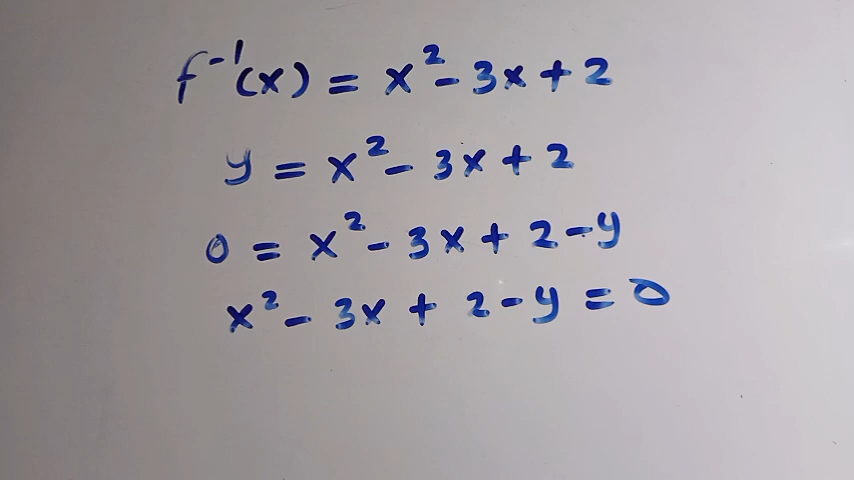 f⁻¹(x) = x² - 3x + 2
y = x² - 3x + 2
0 = x² - 3x + 2 - y
x² - 3x + 2 - y = 0